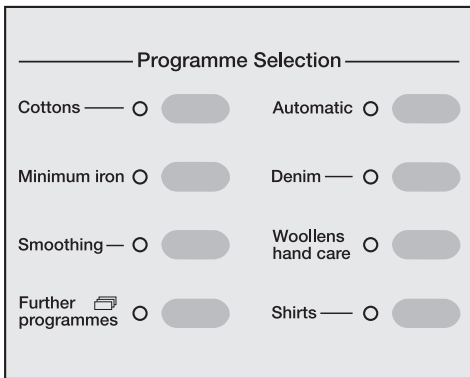 Programme Selection
Cottons
Automatic
Minimum iron
Denim
Smoothing
Woollens
hand care
Further
programmes
Shirts